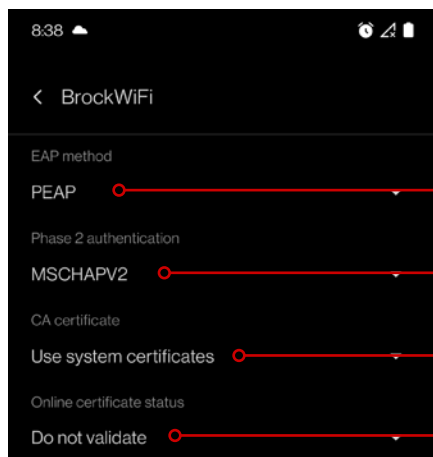 8:38
BrockWiFi
EAP method
PEAP
Phase 2 authentication
MSCHAPV2
CA certificate
Use system certificates
Online certificate status
Do not validate